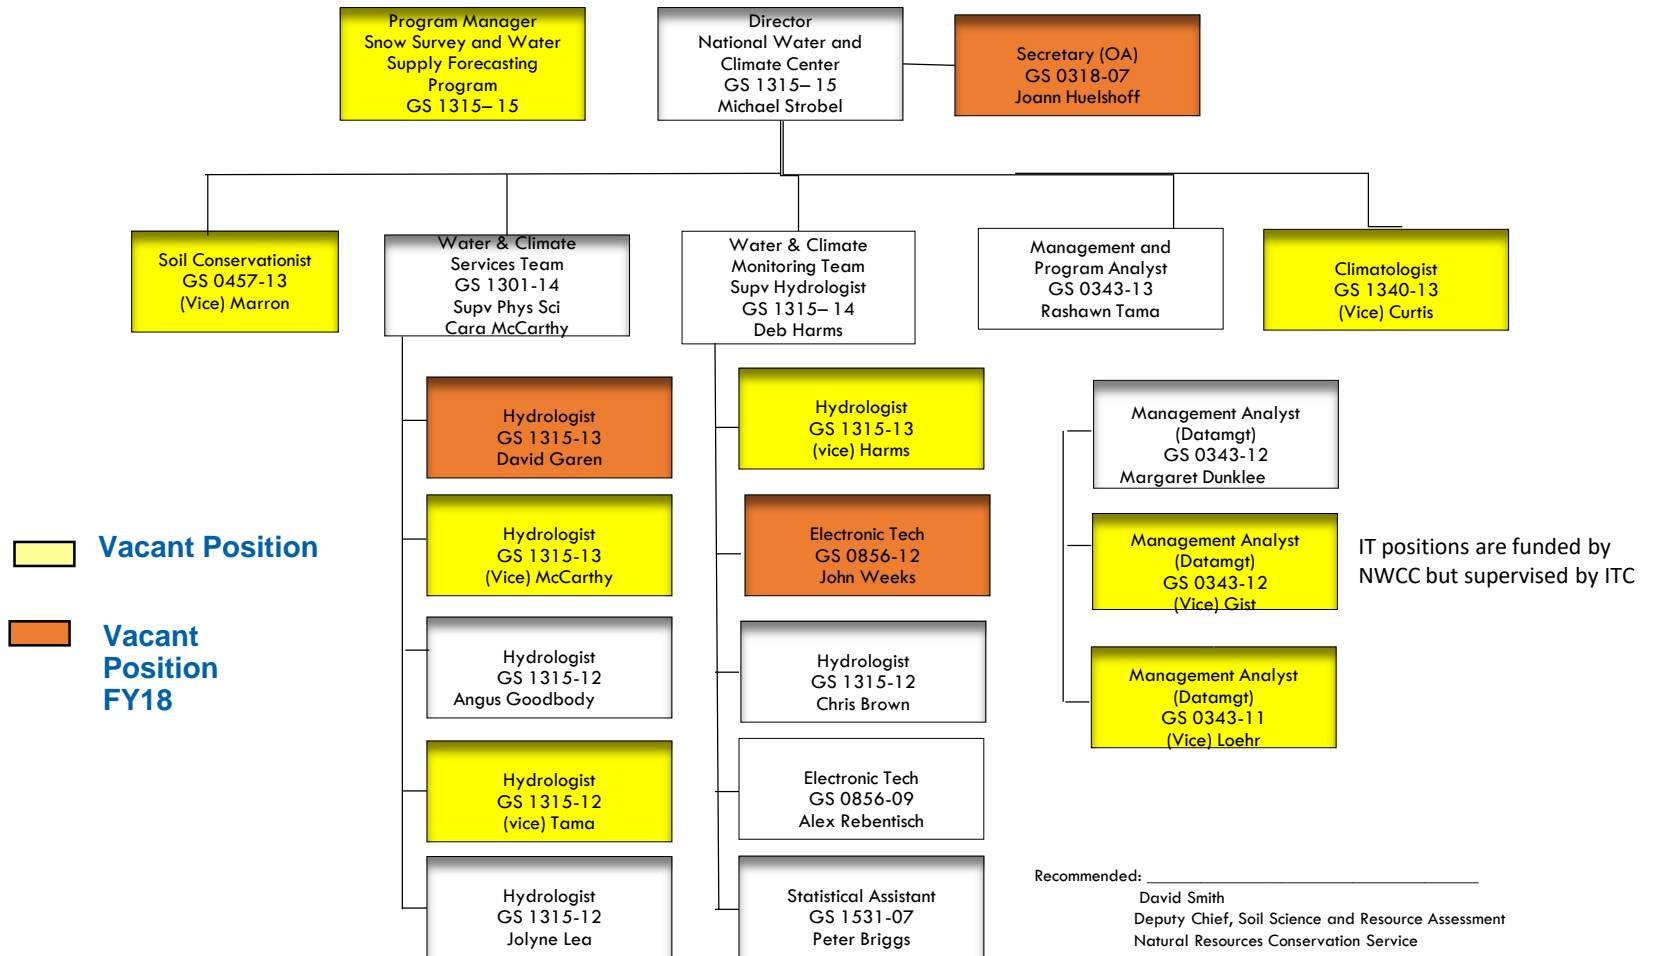 Program Manager
Snow Survey and Water
Supply Forecasting
Program
GS 1315– 15
Director
National Water and
Climate Center
GS 1315– 15
Michael Strobel
Secretary (OA)
GS 0318-07
Joann Huelshoff
Soil Conservationist
GS 0457-13
(Vice) Marron
Water & Climate
Services Team
GS 1301-14
Supv Phys Sci
Cara McCarthy
Water & Climate
Monitoring Team
Supv Hydrologist
GS 1315– 14
Deb Harms
Management and
Program Analyst
GS 0343-13
Rashawn Tama
Climatologist
GS 1340-13
(Vice) Curtis
Hydrologist
GS 1315-13
David Garen
Hydrologist
GS 1315-13
(Vice) McCarthy
Hydrologist
GS 1315-12
Angus Goodbody
Hydrologist
GS 1315-12
(vice) Tama
Hydrologist
GS 1315-12
Jolyne Lea
Hydrologist
GS 1315-13
(vice) Harms
Electronic Tech
GS 0856-12
John Weeks
Hydrologist
GS 1315-12
Chris Brown
Electronic Tech
GS 0856-09
Alex Rebentisch
Statistical Assistant
GS 1531-07
Peter Briggs
Management Analyst
(Datamgt)
GS 0343-12
Margaret Dunklee
Management Analyst
(Datamgt)
GS 0343-12
(Vice) Gist
Management Analyst
(Datamgt)
GS 0343-11
(Vice) Loehr
IT positions are funded by
NWCC but supervised by ITC
Vacant Position
Vacant
Position
FY18
Recommended: ____________________________________
David Smith
Deputy Chief, Soil Science and Resource Assessment
Natural Resources Conservation Service